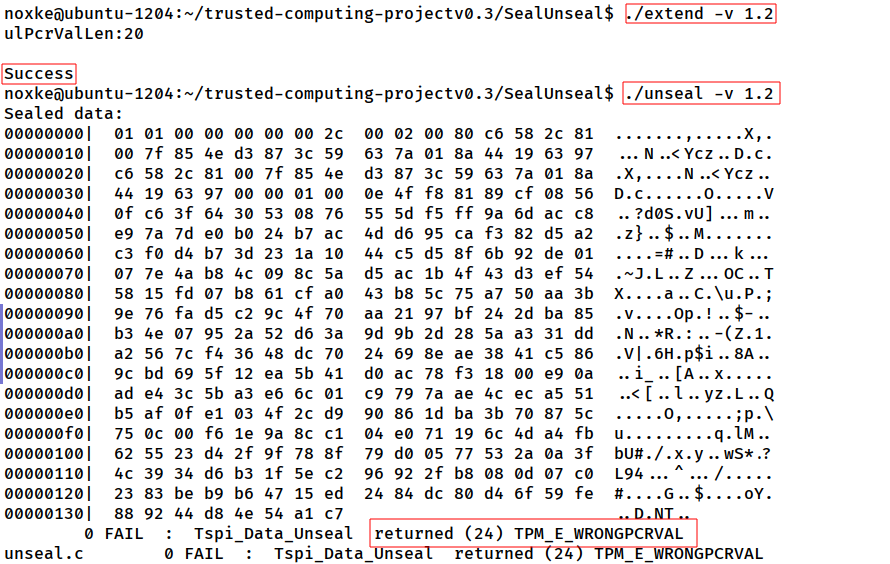 noxke@ubuntu-1204:~/trusted-computing-projectv0.3/SealUnseal$ ./extend -v 1.2
ulPcrValLen:20
Success
noxke@ubuntu-1204:~/trusted-computing-projectv0.3/SealUnseal$ ./unseal -v 1.2
Sealed data:
00000000|  01 01 00 00 00 00 00 2c  00 02 00 80 c6 58 2c 81  .......,.....X,.
00000010|  00 7f 85 4e d3 87 3c 59  63 7a 01 8a 44 19 63 97  ...N..<Ycz..D.c.
00000020|  c6 58 2c 81 00 7f 85 4e  d3 87 3c 59 63 7a 01 8a  .X,....N..<Ycz..
00000030|  44 19 63 97 00 00 01 00  0e 4f f8 81 89 cf 08 56  D.c......O.....V
00000040|  0f c6 3f 64 30 53 08 76  55 5d f5 ff 9a 6d ac c8  ..?d0S.vU]...m..
00000050|  e9 7a 7d e0 b0 24 b7 ac  4d d6 95 ca f3 82 d5 a2  .z}..$..M.......
00000060|  c3 f0 d4 b7 3d 23 1a 10  44 c5 d5 8f 6b 92 de 01  ....=#..D...k...
00000070|  07 7e 4a b8 4c 09 8c 5a  d5 ac 1b 4f 43 d3 ef 54  .~J.L..Z...OC..T
00000080|  58 15 fd 07 b8 61 cf a0  43 b8 5c 75 a7 50 aa 3b  X....a..C.\u.P.;
00000090|  9e 76 fa d5 c2 9c 4f 70  aa 21 97 bf 24 2d ba 85  .v....Op.!..$-..
000000a0|  b3 4e 07 95 2a 52 d6 3a  9d 9b 2d 28 5a a3 31 dd  .N..*R.:..-(Z.1.
000000b0|  a2 56 7c f4 36 48 dc 70  24 69 8e ae 38 41 c5 86  .V|.6H.p$i..8A..
000000c0|  9c bd 69 5f 12 ea 5b 41  d0 ac 78 f3 18 00 e9 0a  ..i_..[A..x.....
000000d0|  ad e4 3c 5b a3 e6 6c 01  c9 79 7a ae 4c ec a5 51  ..<[..l..yz.L..Q
000000e0|  b5 af 0f e1 03 4f 2c d9  90 86 1d ba 3b 70 87 5c  .....O,.....;p.\
000000f0|  75 0c 00 f6 1e 9a 8c c1  04 e0 71 19 6c 4d a4 fb  u.........q.lM..
00000100|  62 55 23 d4 2f 9f 78 8f  79 d0 05 77 53 2a 0a 3f  bU#./.x.y..wS*.?
00000110|  4c 39 34 d6 b3 1f 5e c2  96 92 2f b8 08 0d 07 c0  L94...^.../.....
00000120|  23 83 be b9 b6 47 15 ed  24 84 dc 80 d4 6f 59 fe  #....G..$....oY.
00000130|  88 92 44 d8 4e 54 a1 c7  ..D.NT..
0 FAIL  :  Tspi_Data_Unseal  returned (24) TPM_E_WRONGPCRVAL
unseal.c        0 FAIL  :  Tspi_Data_Unseal  returned (24) TPM_E_WRONGPCRVAL